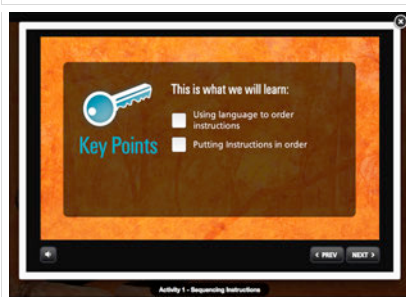 This is what we will learn:
Using language to order
instructions
Key Points
Putting Instructions in order
< PREV
NEXT >
Activity 1 - Sequencing Instructions